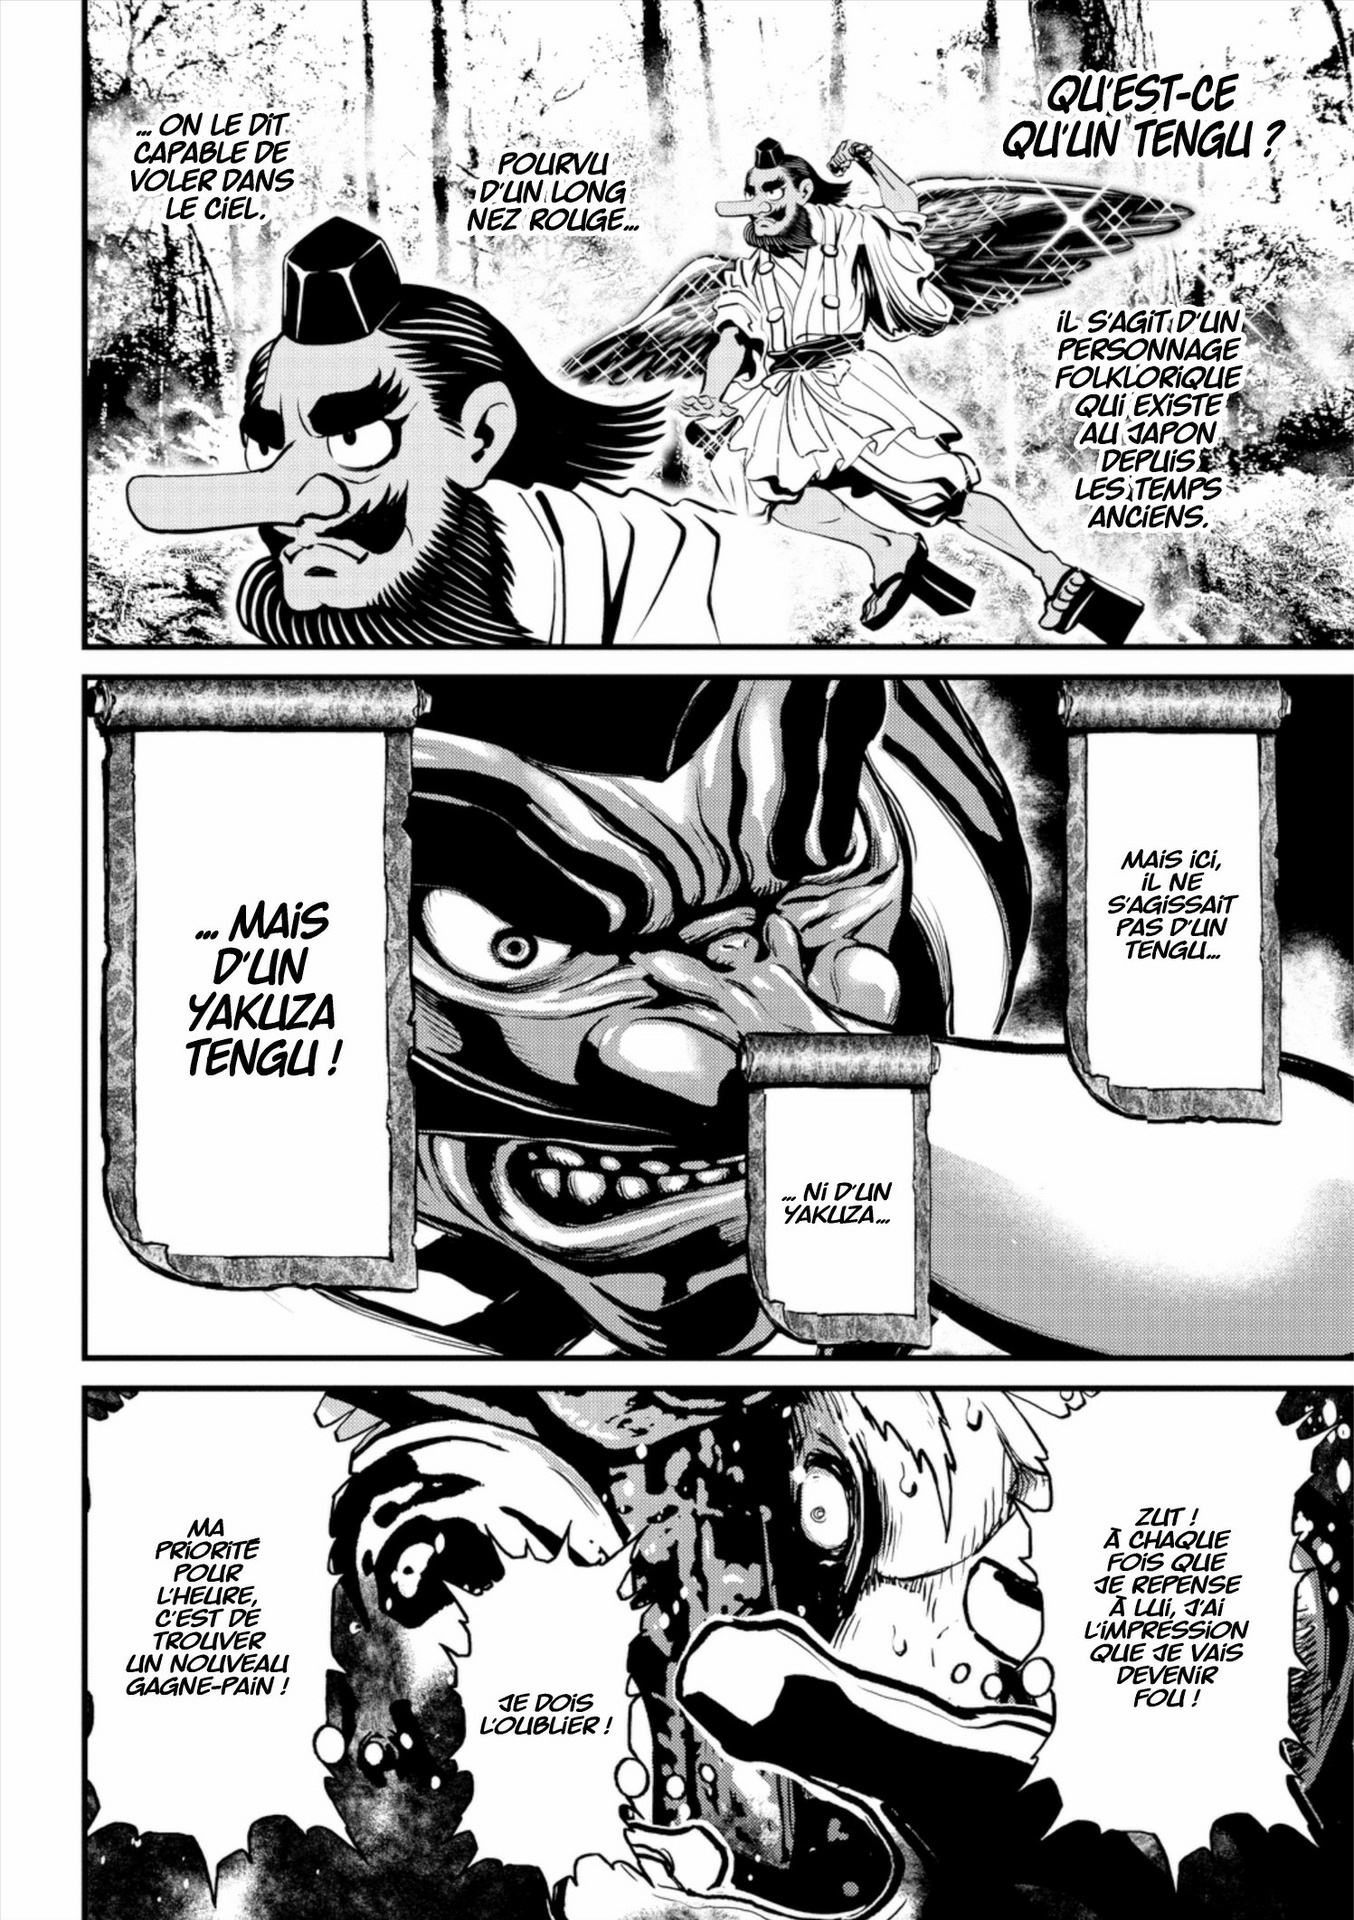 QU'EST-CE
QU'UN TENGU ?
IL S'AGIT D'UN
PERSONNAGE
FOLKLORIQUE
QUI EXISTE
AU JAPON
DEPUIS
LES TEMPS
ANCIENS.
POURVU
D'UN LONG
NEZ ROUGE...
... ON LE DIT
CAPABLE DE
VOLER DANS
LE CIEL.
MAIS ICI,
IL NE
S'AGISSAIT
PAS D'UN
TENGU...
... NI D'UN
YAKUZA...
... MAIS
D'UN
YAKUZA
TENGU !
ZUT !
À CHAQUE
FOIS QUE
JE REPENSE
À LUI, J'AI
L'IMPRESSION
QUE JE VAIS
DEVENIR
FOU !
JE DOIS
L'OUBLIER !
MA
PRIORITÉ
POUR
L'HEURE,
C'EST DE
TROUVER
UN NOUVEAU
GAGNE-PAIN !